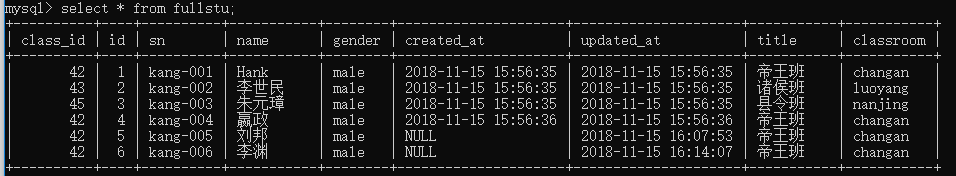 mysql> select * from fullstu;
| class_id | id | sn | name | gender | created_at | updated_at | title | classroom |
| 42 | 1 | kang-001 | Hank | male | 2018-11-15 15:56:35 | 2018-11-15 15:56:35 | 帝王班 | changan |
| 43 | 2 | kang-002 | 李世民 | male | 2018-11-15 15:56:35 | 2018-11-15 15:56:35 | 诸侯班 | luoyang |
| 45 | 3 | kang-003 | 朱元璋 | male | 2018-11-15 15:56:35 | 2018-11-15 15:56:35 | 县令班 | nanjing |
| 42 | 4 | kang-004 | 嬴政 | male | 2018-11-15 15:56:36 | 2018-11-15 15:56:36 | 帝王班 | changan |
| 42 | 5 | kang-005 | 刘邦 | male | NULL | 2018-11-15 16:07:53 | 帝王班 | changan |
| 42 | 6 | kang-006 | 李渊 | male | NULL | 2018-11-15 16:14:07 | 帝王班 | changan |